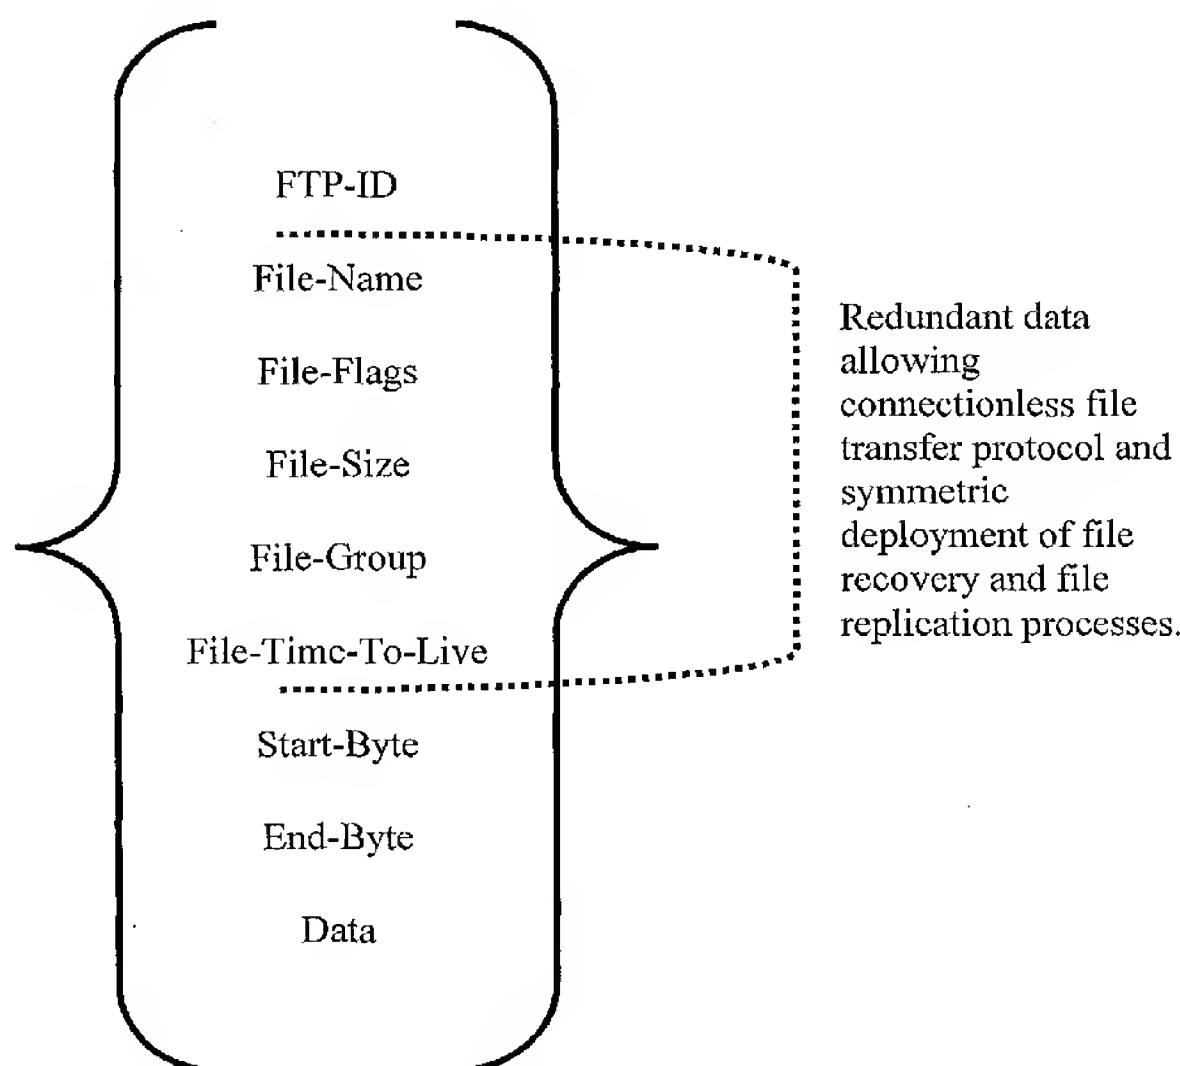 FTP-ID
File-Name
File-Flags
File-Size
File-Group
File-Time-To-Live
Start-Byte
End-Byte
Data
Redundant data
allowing
connectionless file
transfer protocol and
symmetric
deployment of file
recovery and file
replication processes.